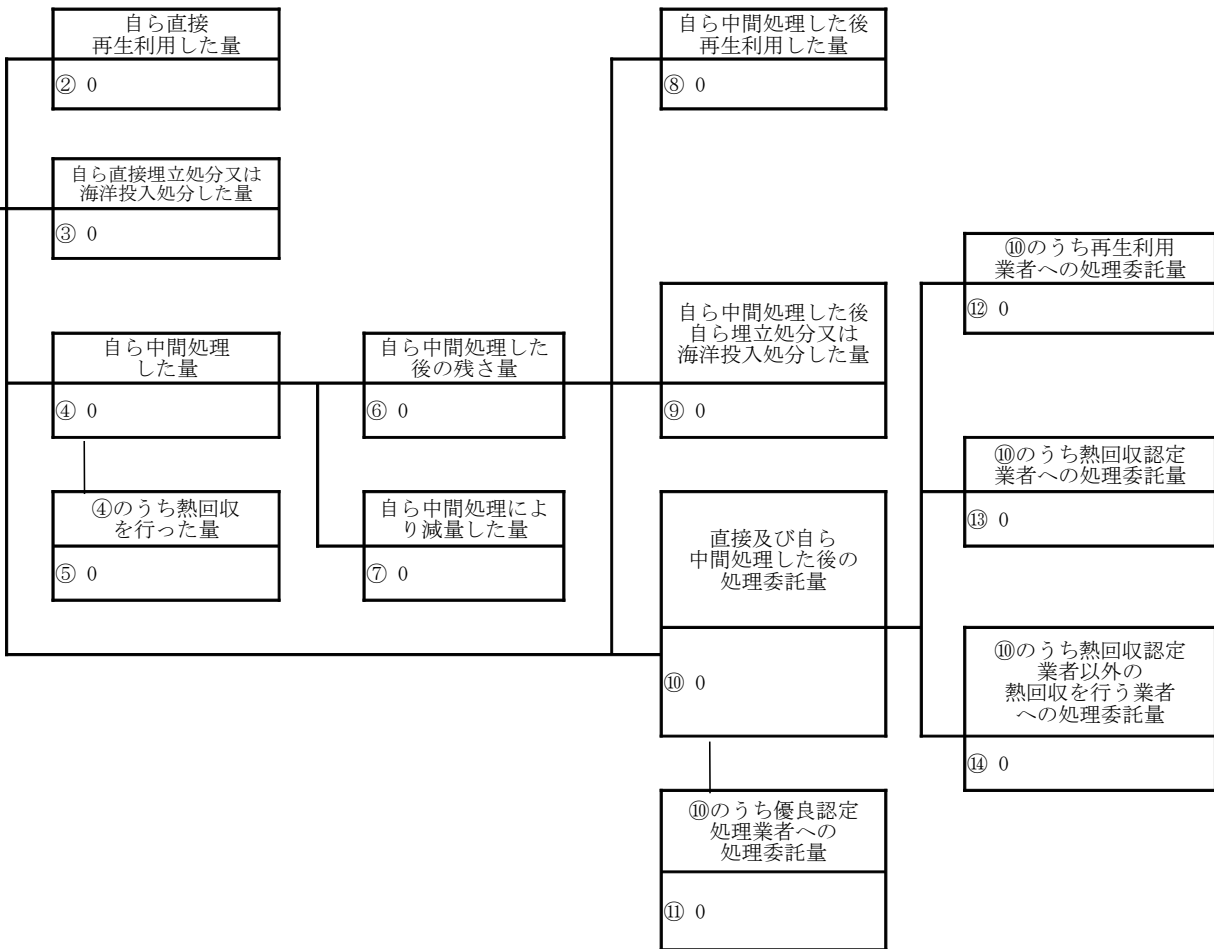 自ら直接
再生利用した量
② 0
自ら直接埋立処分又は
海洋投入処分した量
③ 0
自ら中間処理
した量
④ 0
④のうち熱回収
を行った量
⑤ 0
自ら中間処理した
後の残さ量
⑥ 0
自ら中間処理によ
り減量した量
⑦ 0
自ら中間処理した後
再生利用した量
⑧ 0
自ら中間処理した後
自ら埋立処分又は
海洋投入処分した量
⑨ 0
直接及び自ら
中間処理した後の
処理委託量
⑩ 0
⑩のうち優良認定
処理業者への
処理委託量
⑪ 0
⑩のうち再生利用
業者への処理委託量
⑫ 0
⑩のうち熱回収認定
業者への処理委託量
⑬ 0
⑩のうち熱回収認定
業者以外の
熱回収を行う業者
への処理委託量
⑭ 0